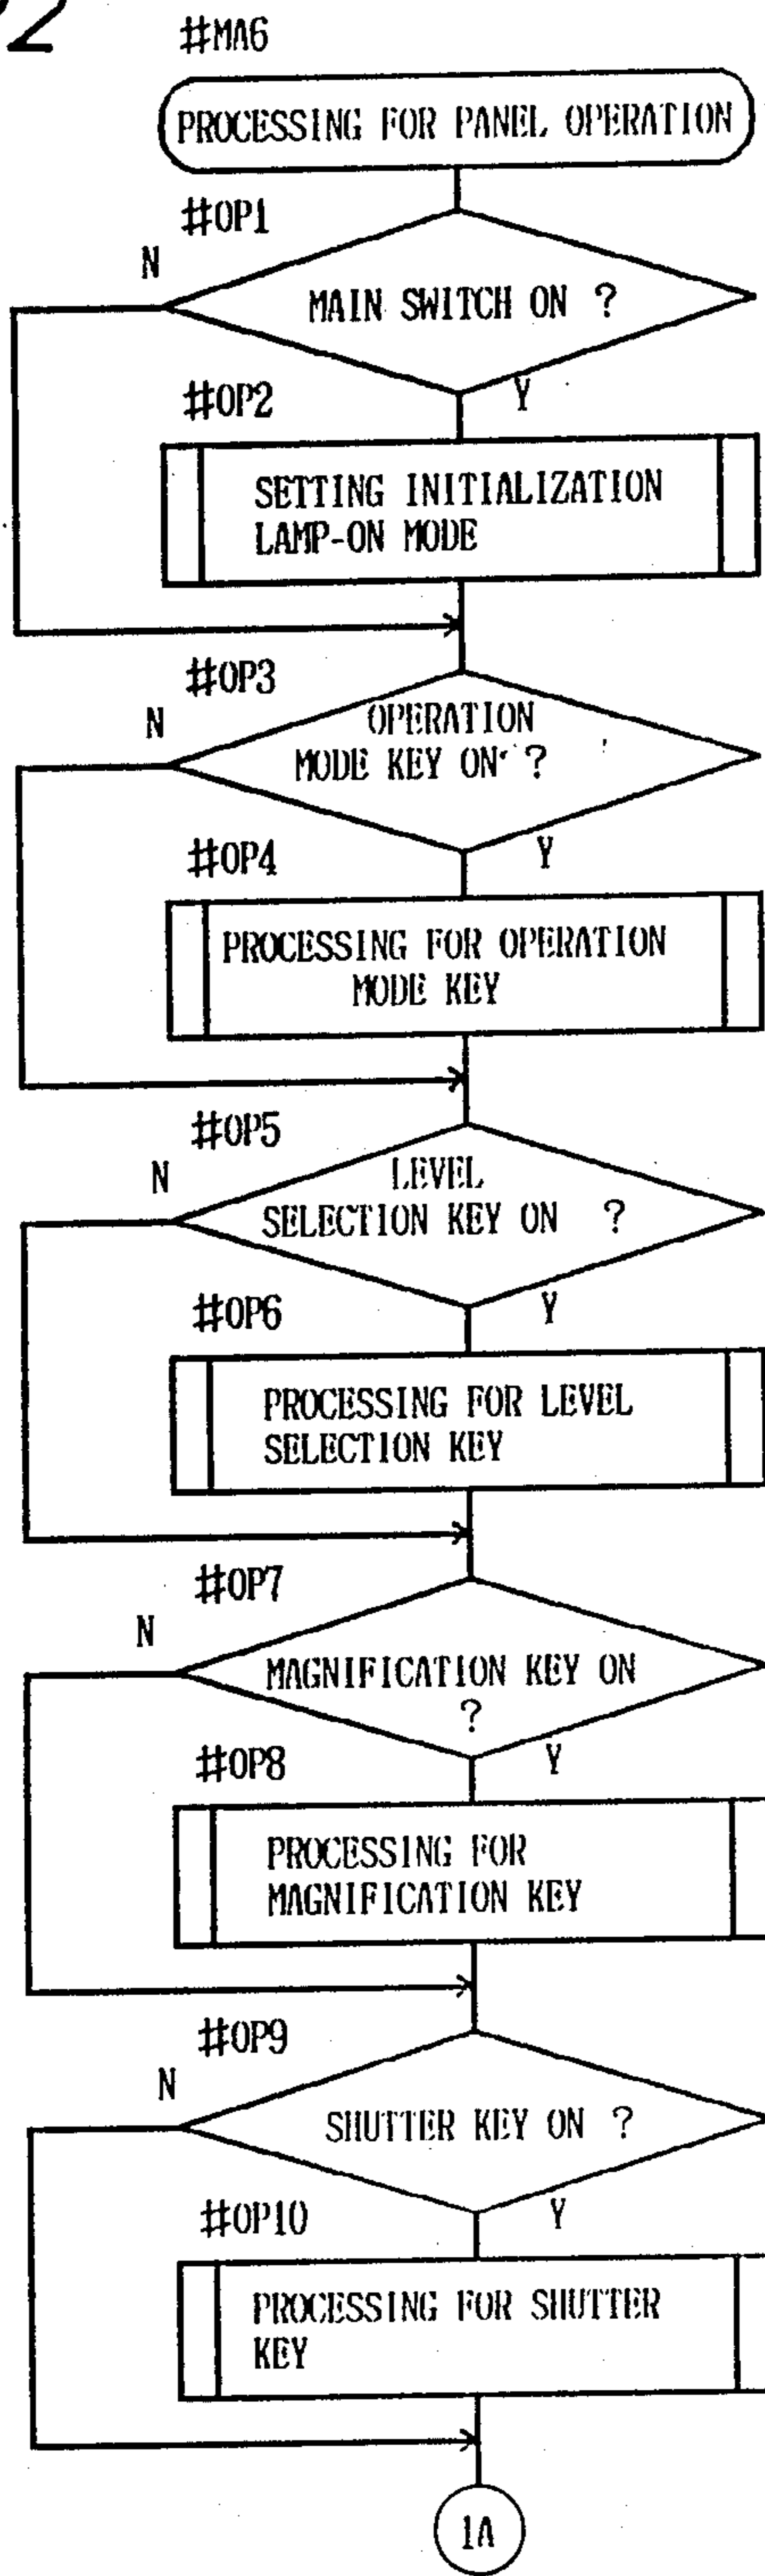 #MA6
PROCESSING FOR PANEL OPERATION
#OP1
N
MAIN SWITCH ON ?
Y
#OP2
SETTING INITIALIZATION
LAMP-ON MODE
#OP3
N
OPERATION
MODE KEY ON ?
Y
#OP4
PROCESSING FOR OPERATION
MODE KEY
#OP5
N
LEVEL
SELECTION KEY ON ?
Y
#OP6
PROCESSING FOR LEVEL
SELECTION KEY
#OP7
N
MAGNIFICATION KEY ON
?
Y
#OP8
PROCESSING FOR
MAGNIFICATION KEY
#OP9
N
SHUTTER KEY ON ?
Y
#OP10
PROCESSING FOR SHUTTER
KEY
1A